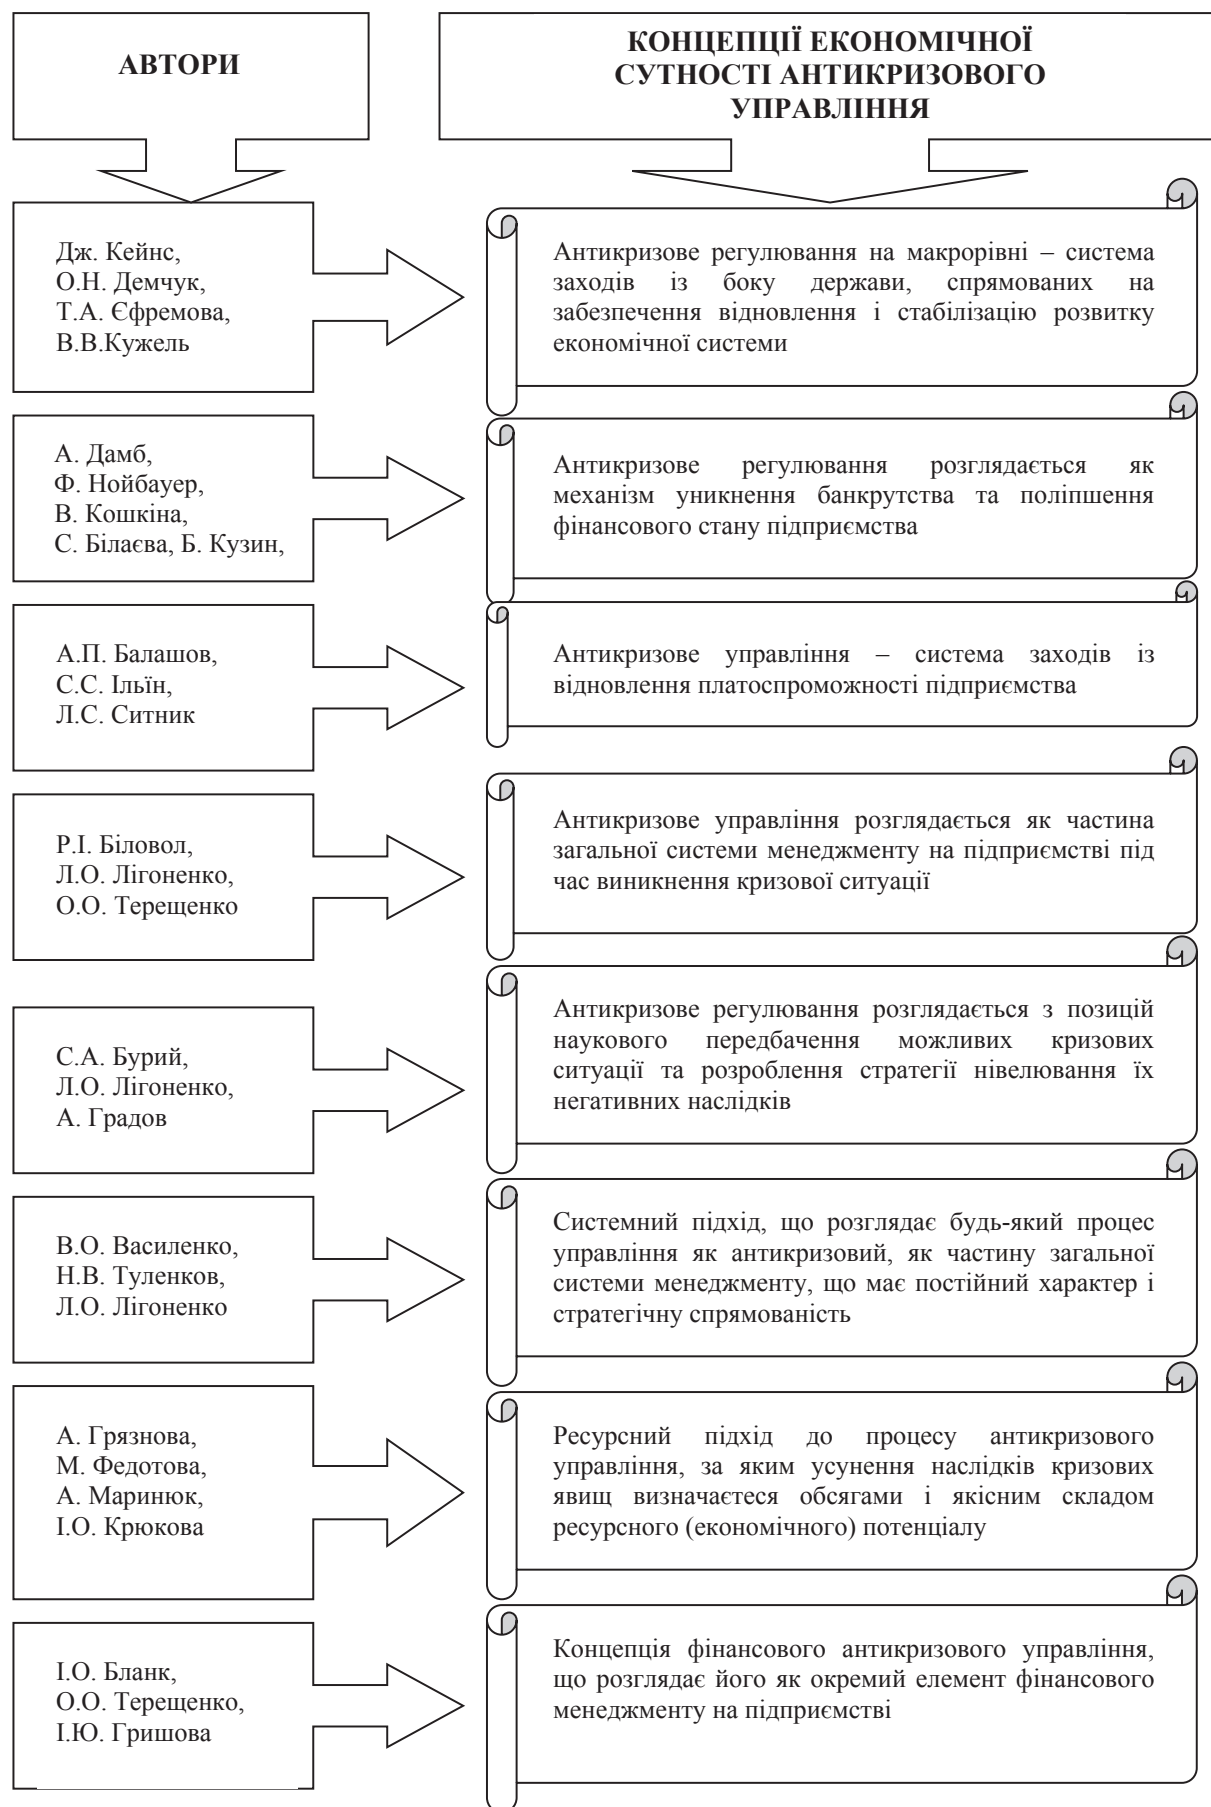 АВТОРИ
КОНЦЕПЦІЇ ЕКОНОМІЧНОЇ
СУТНОСТІ АНТИКРИЗОВОГО
УПРАВЛІННЯ
Дж. Кейнс,
О.Н. Демчук,
Т.А. Єфремова,
В.В.Кужель
Антикризове регулювання на макрорівні – система
заходів із боку держави, спрямованих на
забезпечення відновлення і стабілізацію розвитку
економічної системи
А. Дамб,
Ф. Нойбауер,
В. Кошкіна,
С. Білаєва, Б. Кузин,
Антикризове регулювання розглядається як
механізм уникнення банкрутства та поліпшення
фінансового стану підприємства
А.П. Балашов,
С.С. Ільїн,
Л.С. Ситник
Антикризове управління – система заходів із
відновлення платоспроможності підприємства
Р.І. Біловол,
Л.О. Лігоненко,
О.О. Терещенко
Антикризове управління розглядається як частина
загальної системи менеджменту на підприємстві під
час виникнення кризової ситуації
С.А. Бурий,
Л.О. Лігоненко,
А. Градов
Антикризове регулювання розглядається з позицій
наукового передбачення можливих кризових
ситуації та розроблення стратегії нівелювання їх
негативних наслідків
В.О. Василенко,
Н.В. Туленков,
Л.О. Лігоненко
Системний підхід, що розглядає будь-який процес
управління як антикризовий, як частину загальної
системи менеджменту, що має постійний характер і
стратегічну спрямованість
А. Грязнова,
М. Федотова,
А. Маринюк,
І.О. Крюкова
Ресурсний підхід до процесу антикризового
управління, за яким усунення наслідків кризових
явищ визначаєтеся обсягами і якісним складом
ресурсного (економічного) потенціалу
І.О. Бланк,
О.О. Терещенко,
І.Ю. Гришова
Концепція фінансового антикризового управління,
що розглядає його як окремий елемент фінансового
менеджменту на підприємстві